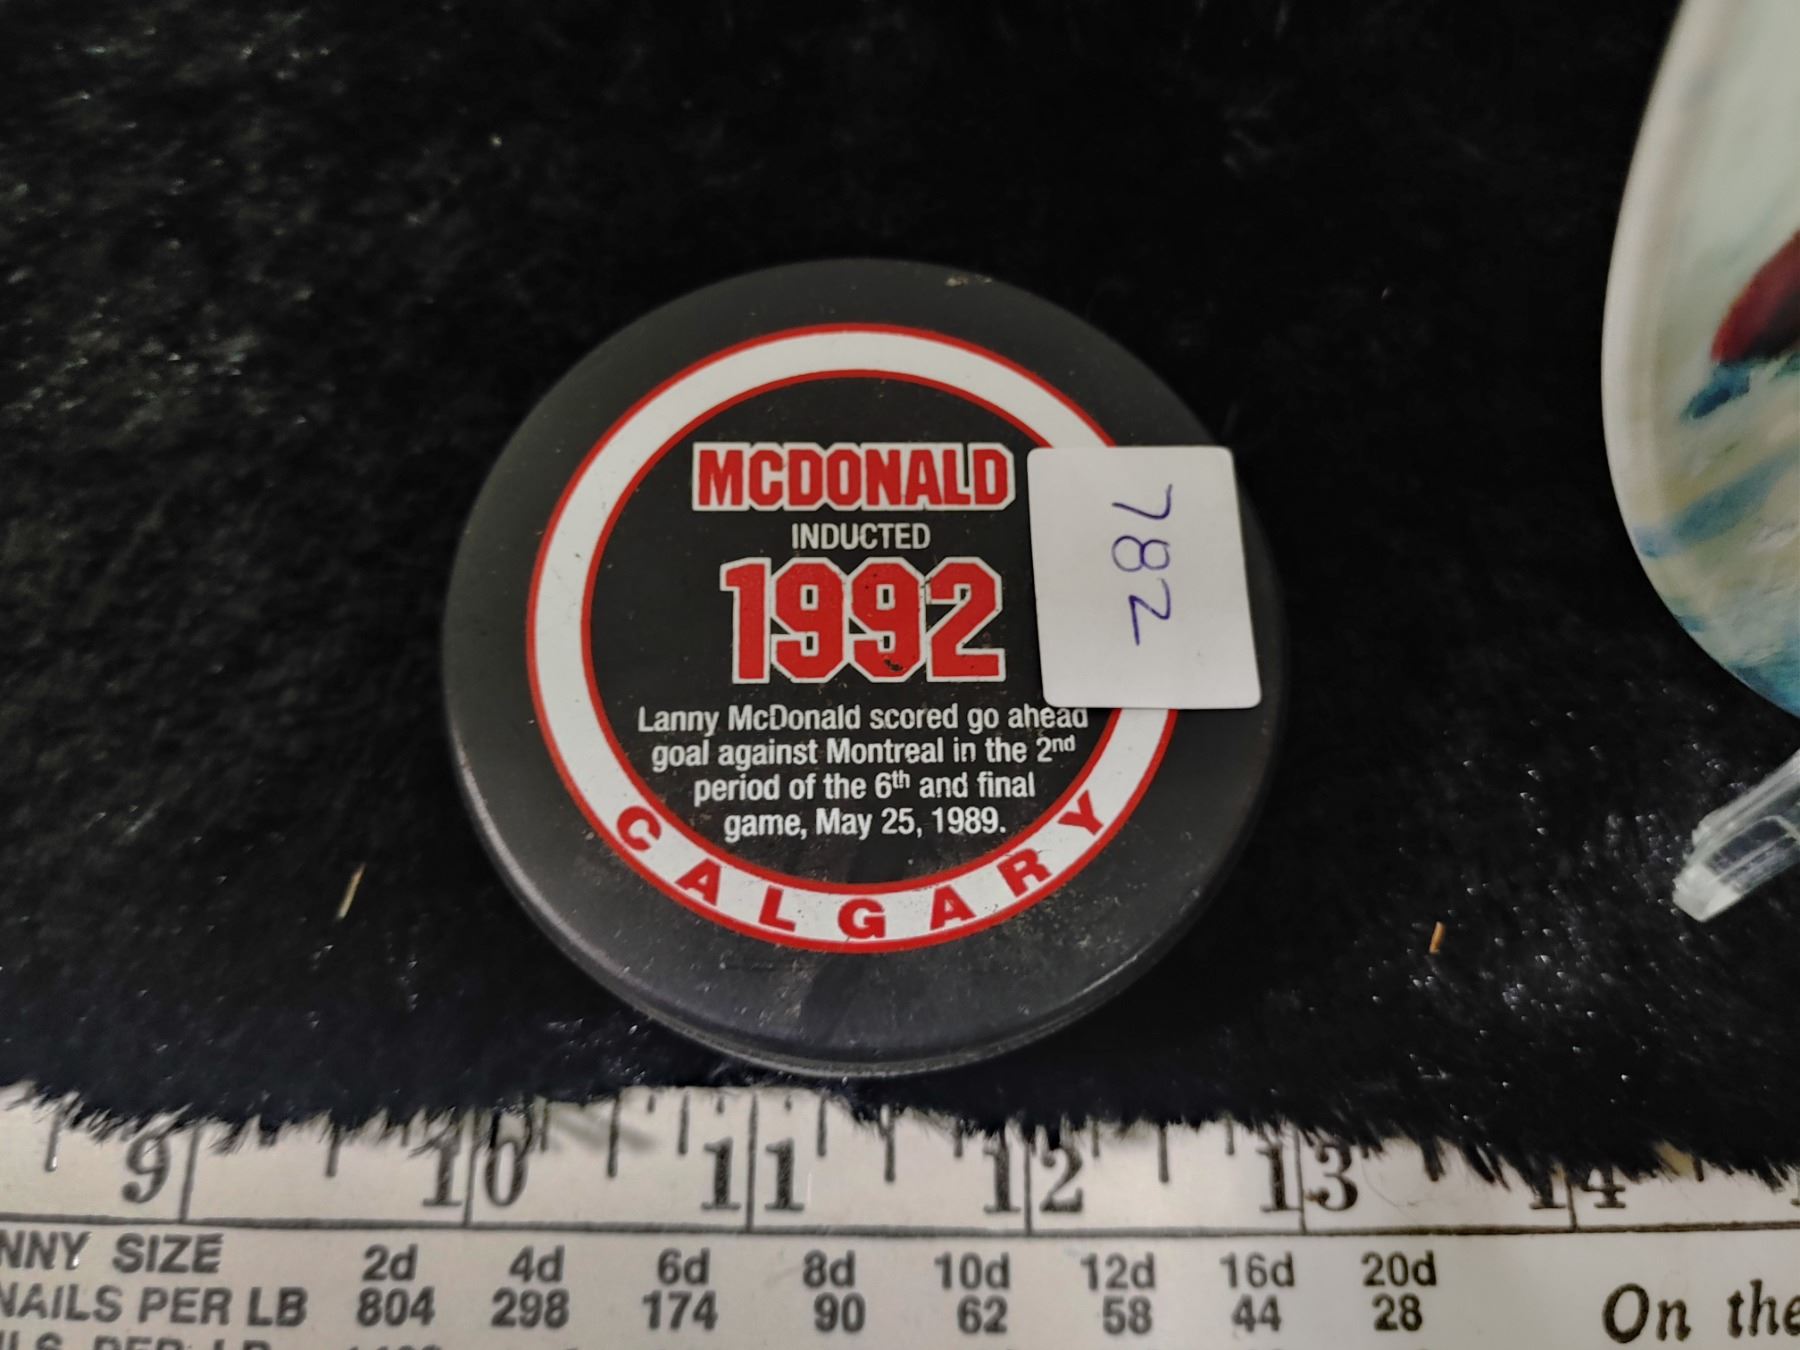 MCDONALD
INDUCTED
1992
Lanny McDonald scored go ahead
goal against Montreal in the 2nd
period of the 6th and final
game, May 25, 1989.
CALGARY
782
9 10 11 12 13 14
NNY SIZE 2d 4d 6d 8d 10d 12d 16d 20d
NAILS PER LB 804 298 174 90 62 58 44 28
On the